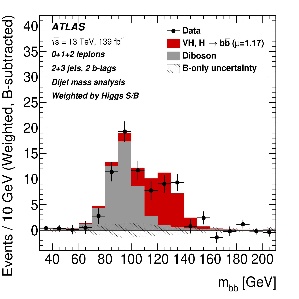 Events / 10 GeV (Weighted, B-subtracted)
40
35
30
25
20
15
10
5
0
ATLAS
√s = 13 TeV, 139 fb⁻¹
0+1+2 leptons
2+3 jets, 2 b-tags
Dijet mass analysis
Weighted by Higgs S/B
Data
VH, H → bb̄ (μ=1.17)
Diboson
B-only uncertainty
40 60 80 100 120 140 160 180 200
m_bb [GeV]